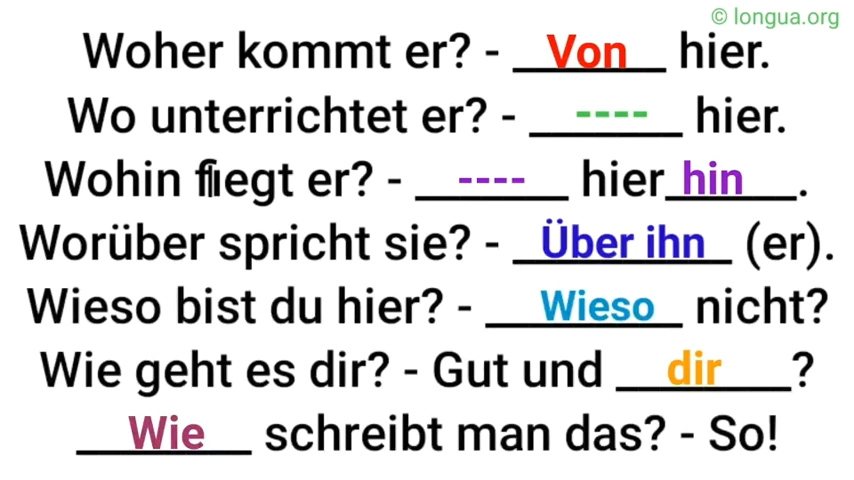 © longua.org
Woher kommt er? - Von hier.
Wo unterrichtet er? - ---- hier.
Wohin fliegt er? - ---- hier hin.
Worüber spricht sie? - Über ihn (er).
Wieso bist du hier? - Wieso nicht?
Wie geht es dir? - Gut und dir?
Wie schreibt man das? - So!